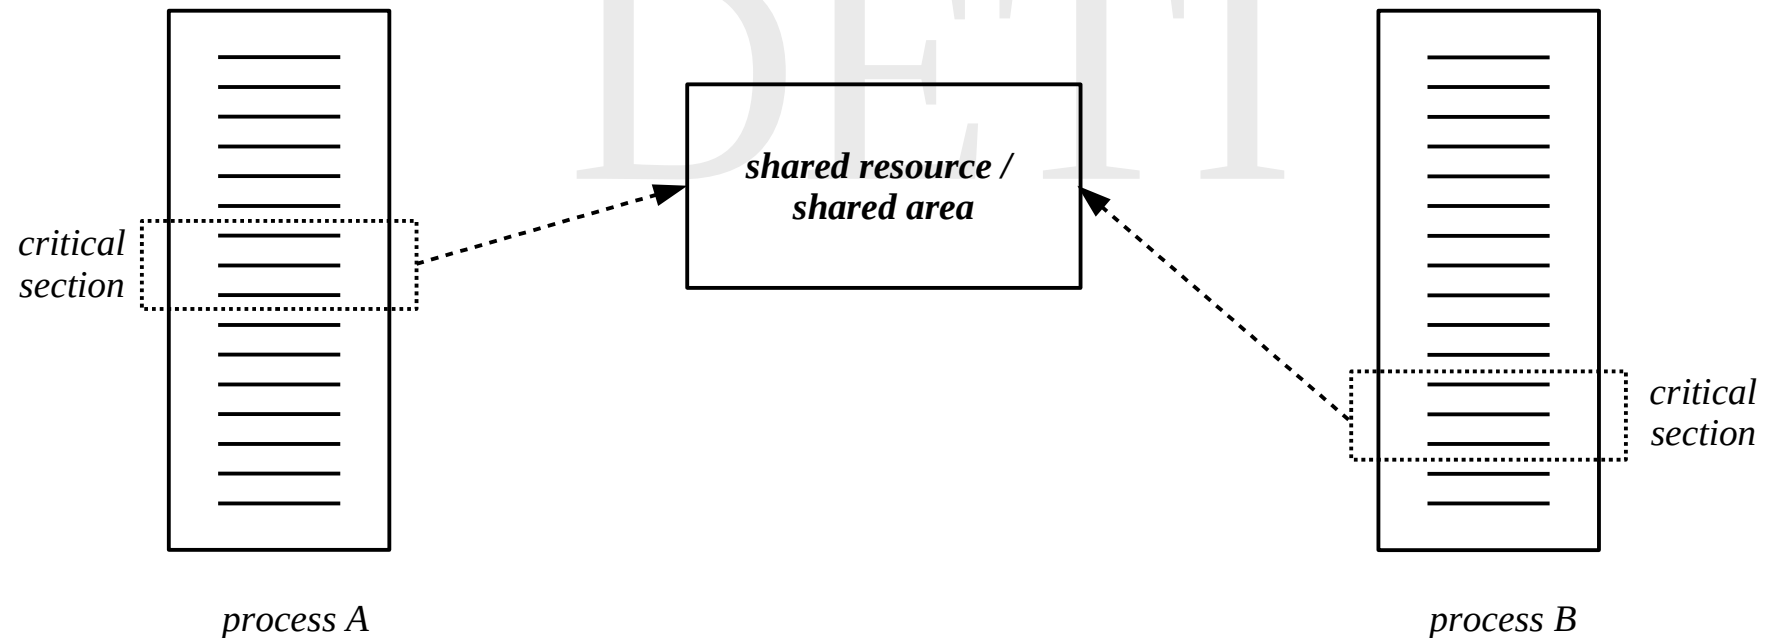 DETI
shared resource /
shared area
critical
section
critical
section
process A
process B